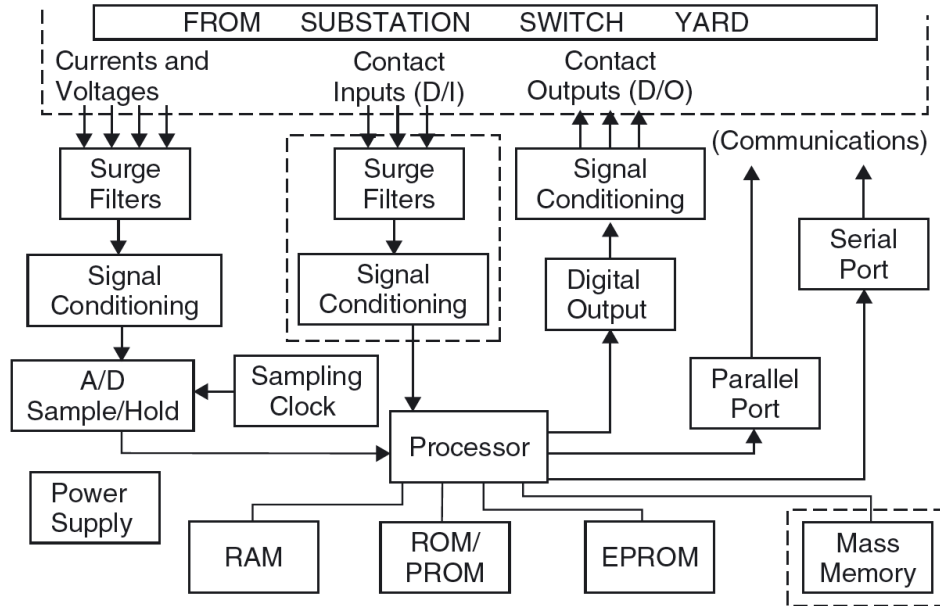 FROM SUBSTATION SWITCH YARD
Currents and
Voltages
Contact
Inputs (D/I)
Contact
Outputs (D/O)
(Communications)
Surge
Filters
Surge
Filters
Signal
Conditioning
Serial
Port
Signal
Conditioning
Signal
Conditioning
Digital
Output
A/D
Sample/Hold
Sampling
Clock
Parallel
Port
Processor
Power
Supply
RAM
ROM/
PROM
EPROM
Mass
Memory